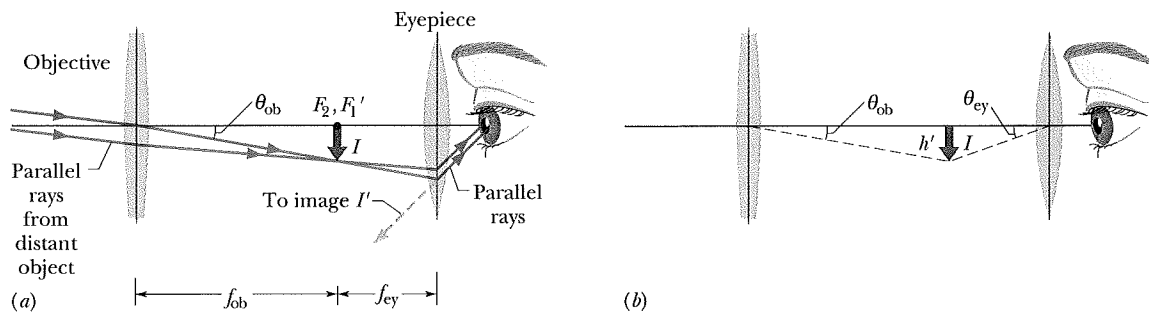 Eyepiece
Objective
θob
F2, F1′
I
Parallel
rays
from
distant
object
To image I′
Parallel
rays
fob
fey
(a)
θob
θey
h′
I
(b)